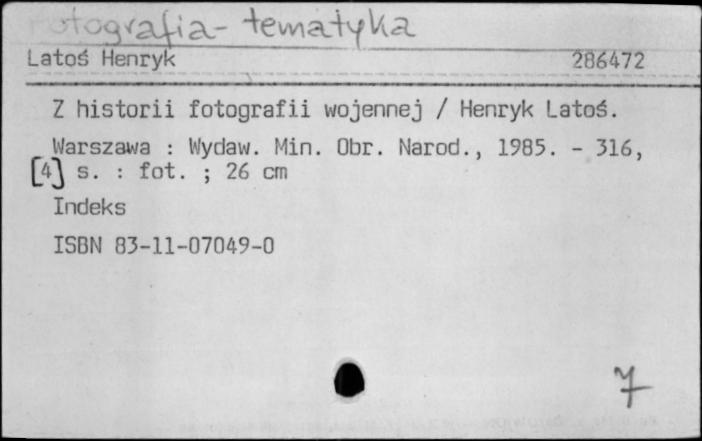 Fotografia - tematyka
Latoś Henryk 286472
Z historii fotografii wojennej / Henryk Latoś.
Warszawa : Wydaw. Min. Obr. Narod., 1985. - 316,
[4] s. : fot. ; 26 cm
Indeks
ISBN 83-11-07049-0
7